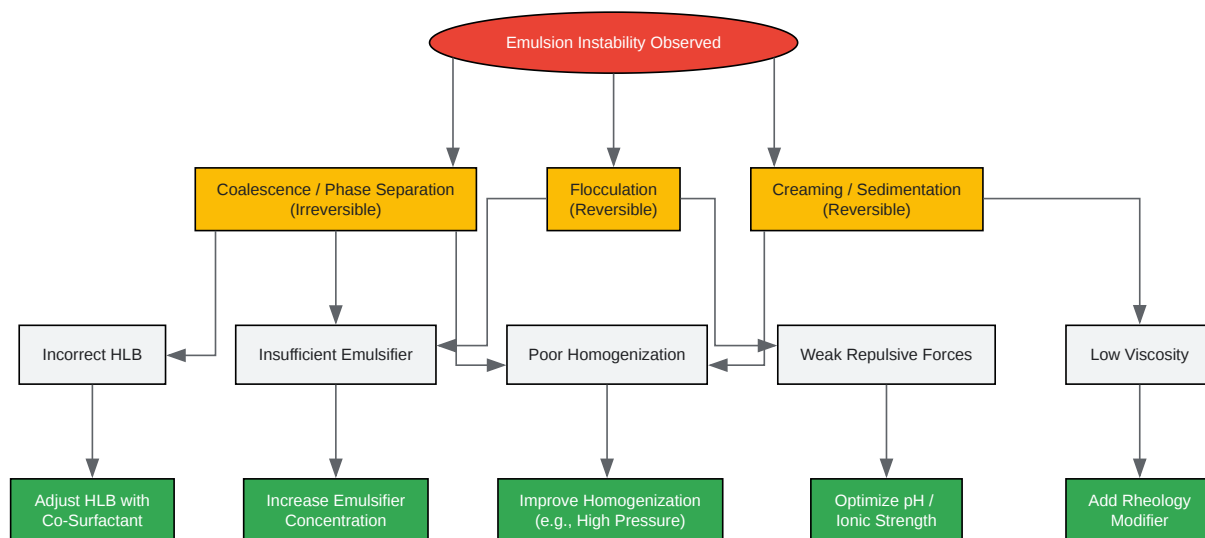 Emulsion Instability Observed
Coalescence / Phase Separation
(Irreversible)
Flocculation
(Reversible)
Creaming / Sedimentation
(Reversible)
Incorrect HLB
Insufficient Emulsifier
Poor Homogenization
Weak Repulsive Forces
Low Viscosity
Adjust HLB with
Co-Surfactant
Increase Emulsifier
Concentration
Improve Homogenization
(e.g., High Pressure)
Optimize pH /
Ionic Strength
Add Rheology
Modifier